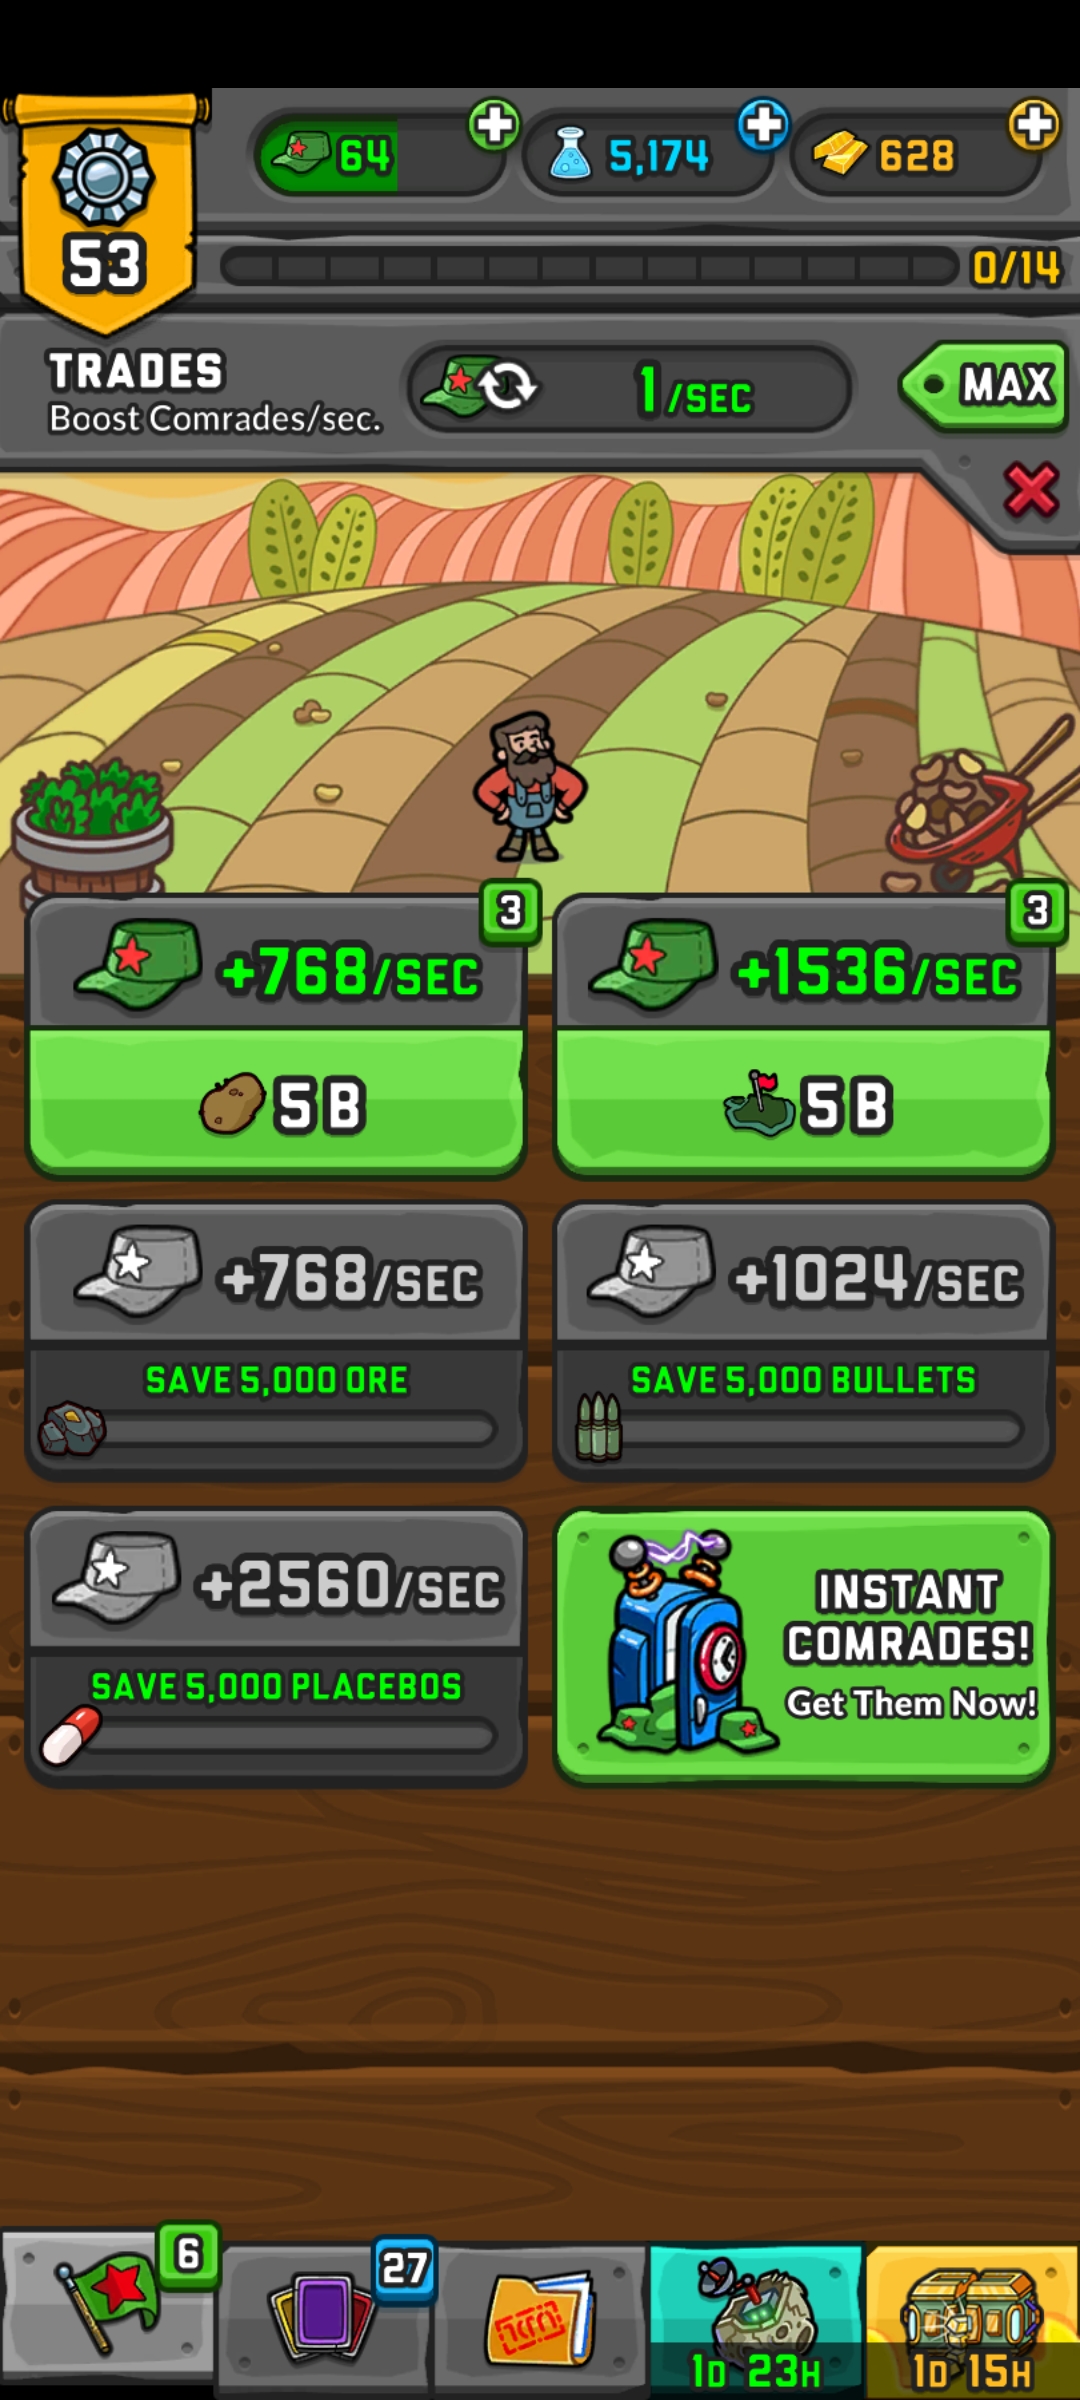 64
5,174
628
53
0/14
TRADES
Boost Comrades/sec.
1/SEC
MAX
3
+768/SEC
5 B
3
+1536/SEC
5 B
+768/SEC
SAVE 5,000 ORE
+1024/SEC
SAVE 5,000 BULLETS
+2560/SEC
SAVE 5,000 PLACEBOS
INSTANT
COMRADES!
Get Them Now!
6
27
1D 23H
1D 15H